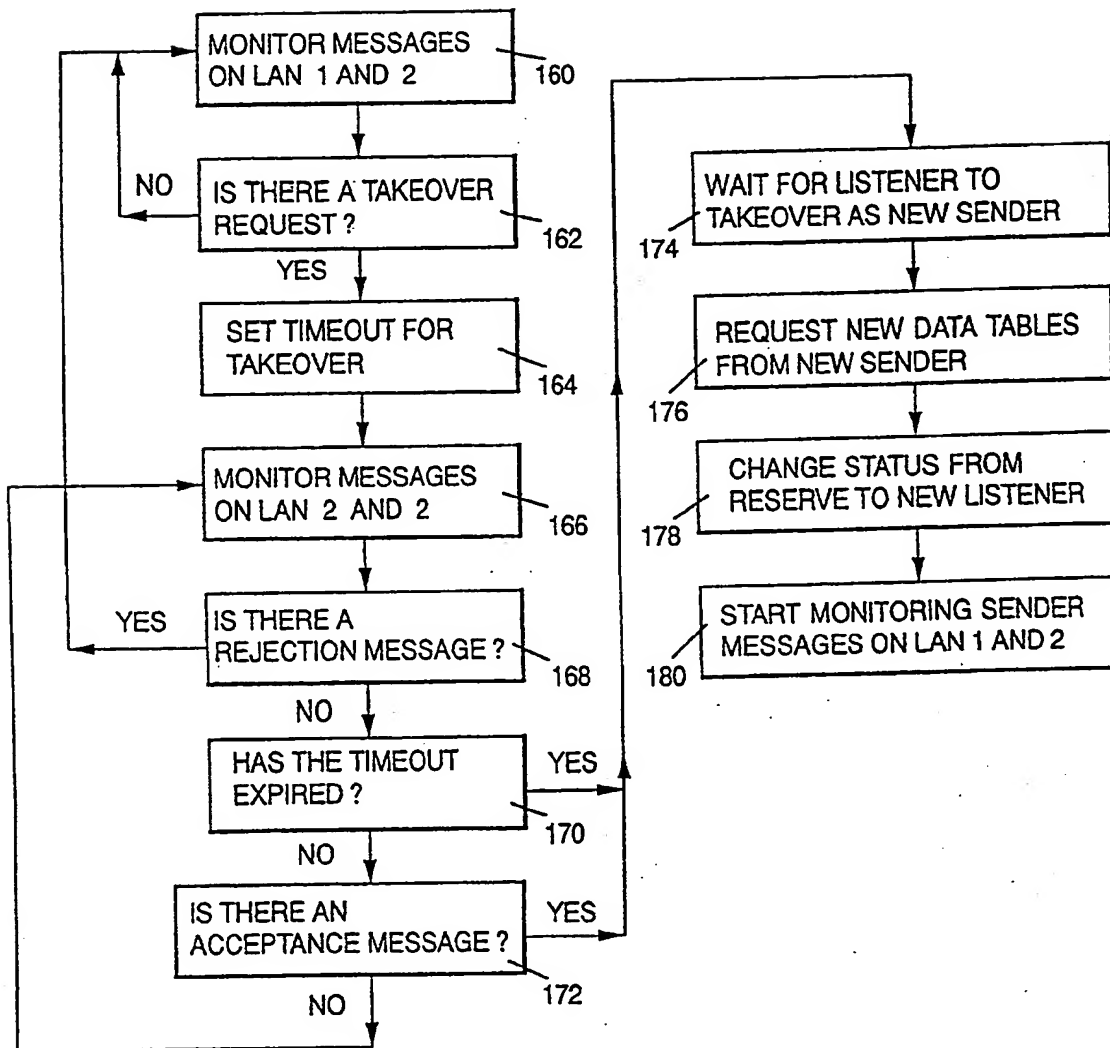 MONITOR MESSAGES
ON LAN 1 AND 2
160
NO
IS THERE A TAKEOVER
REQUEST ?
162
YES
SET TIMEOUT FOR
TAKEOVER
164
MONITOR MESSAGES
ON LAN 2 AND 2
166
YES
IS THERE A
REJECTION MESSAGE ?
168
NO
HAS THE TIMEOUT
EXPIRED ?
YES
170
NO
IS THERE AN
ACCEPTANCE MESSAGE ?
YES
172
NO
WAIT FOR LISTENER TO
TAKEOVER AS NEW SENDER
174
REQUEST NEW DATA TABLES
FROM NEW SENDER
176
CHANGE STATUS FROM
RESERVE TO NEW LISTENER
178
START MONITORING SENDER
MESSAGES ON LAN 1 AND 2
180